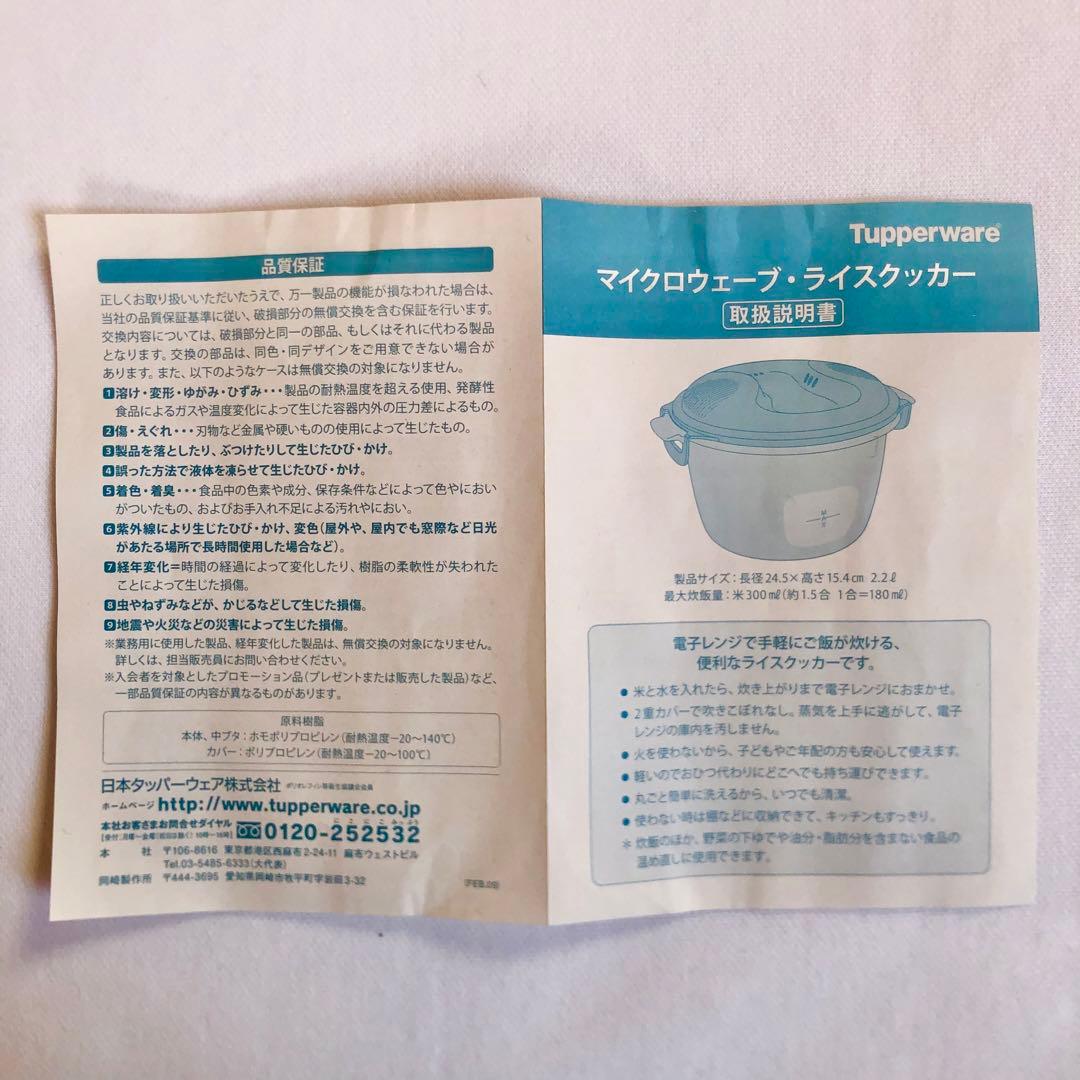 品質保証
正しくお取り扱いいただいたうえで、万一製品の機能が損なわれた場合は、
当社の品質保証基準に従い、破損部分の無償交換を含む保証を行います。
交換内容については、破損部分と同一の部品、もしくはそれに代わる製品
となります。交換の部品は、同色・同デザインをご用意できない場合が
あります。また、以下のようなケースは無償交換の対象になりません。
1 溶け・変形・ゆがみ・ひずみ・・・製品の耐熱温度を超える使用、発酵性
食品によるガスや温度変化によって生じた容器内外の圧力差によるもの。
2 傷・えぐれ・・・刃物など金属や硬いものの使用によって生じたもの。
3 製品を落としたり、ぶつけたりして生じたひび・かけ。
4 誤った方法で液体を凍らせて生じたひび・かけ。
5 着色・着臭・・・食品中の色素や成分、保存条件などによって色やにおい
がついたもの、およびお手入れ不足による汚れやにおい。
6 紫外線により生じたひび・かけ、変色(屋外や、屋内でも窓際など日光
があたる場所で長時間使用した場合など)。
7 経年変化=時間の経過によって変化したり、樹脂の柔軟性が失われた
ことによって生じた損傷。
8 虫やねずみなどが、かじるなどして生じた損傷。
9 地震や火災などの災害によって生じた損傷。
※業務用に使用した製品、経年変化した製品は、無償交換の対象になりません。
詳しくは、担当販売員にお問い合わせください。
※入会者を対象としたプロモーション品(プレゼントまたは販売した製品)など、
一部品質保証の内容が異なるものがあります。
原料樹脂
本体、中ブタ:ホモポリプロピレン(耐熱温度−20〜140℃)
カバー:ポリプロピレン(耐熱温度−20〜100℃)
日本タッパーウェア株式会社 ポリオレフィン等衛生協議会会員
ホームページ http://www.tupperware.co.jp
本社お客さまお問合せダイヤル
[受付:月曜〜金曜(祝日は除く) 10時〜16時] 0120-252532
本 社 〒106-8616 東京都港区西麻布2-24-11 麻布ウェストビル
Tel.03-5485-6333(大代表)
岡崎製作所 〒444-3695 愛知県岡崎市牧平町字岩田3-32
(FEB.09)
Tupperware
マイクロウェーブ・ライスクッカー
取扱説明書
MAX
製品サイズ:長径24.5×高さ15.4㎝ 2.2ℓ
最大炊飯量:米300㎖(約1.5合 1合=180㎖)
電子レンジで手軽にご飯が炊ける、
便利なライスクッカーです。
● 米と水を入れたら、炊き上がりまで電子レンジにおまかせ。
● 2重カバーで吹きこぼれなし。蒸気を上手に逃がして、電子
レンジの庫内を汚しません。
● 火を使わないから、子どもやご年配の方も安心して使えます。
● 軽いのでおひつ代わりにどこへでも持ち運びできます。
● 丸ごと簡単に洗えるから、いつでも清潔。
● 使わない時は棚などに収納できて、キッチンもすっきり。
* 炊飯のほか、野菜の下ゆでや油分・脂肪分を含まない食品の
温め直しに使用できます。